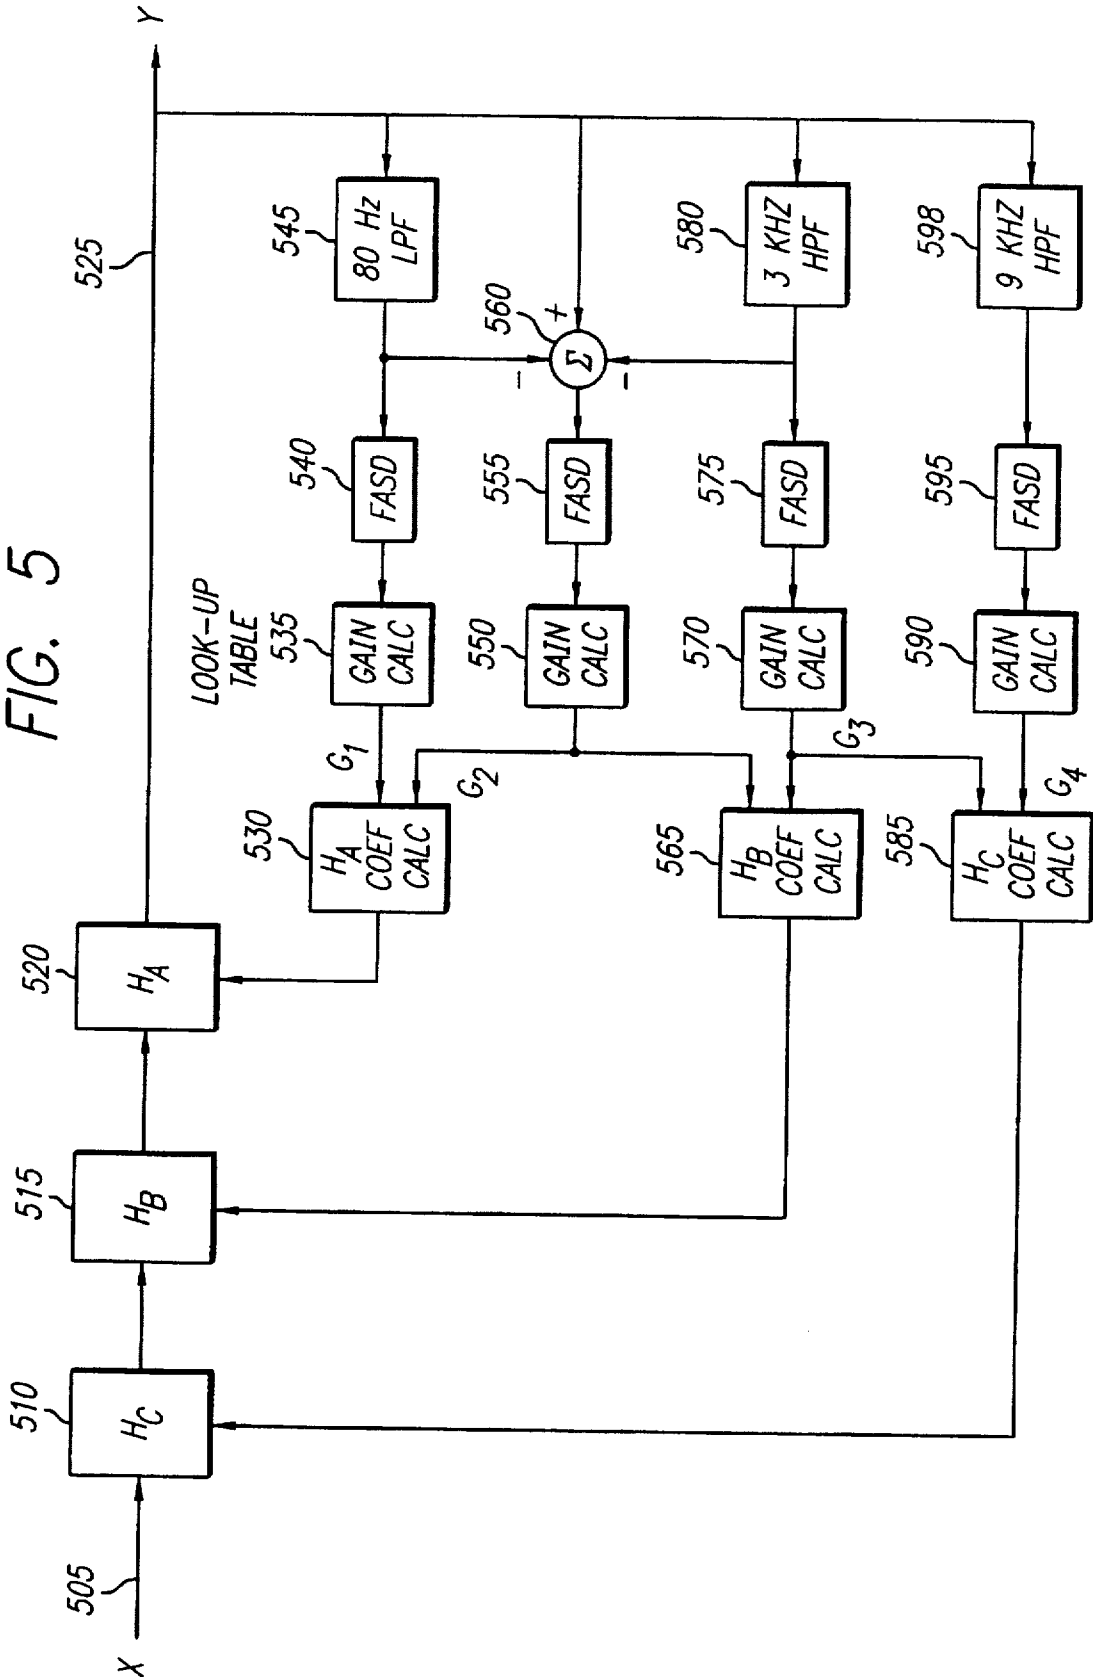 FIG. 5
X
505
510
H_C
515
H_B
520
H_A
525
Y
530
H_A
COEF
CALC
G_1
G_2
LOOK-UP
TABLE
535
GAIN
CALC
540
FASD
545
80 Hz
LPF
550
GAIN
CALC
555
FASD
560
Σ
+
-
-
565
H_B
COEF
CALC
570
GAIN
CALC
G_3
575
FASD
580
3 KHZ
HPF
585
H_C
COEF
CALC
G_4
590
GAIN
CALC
595
FASD
598
9 KHZ
HPF